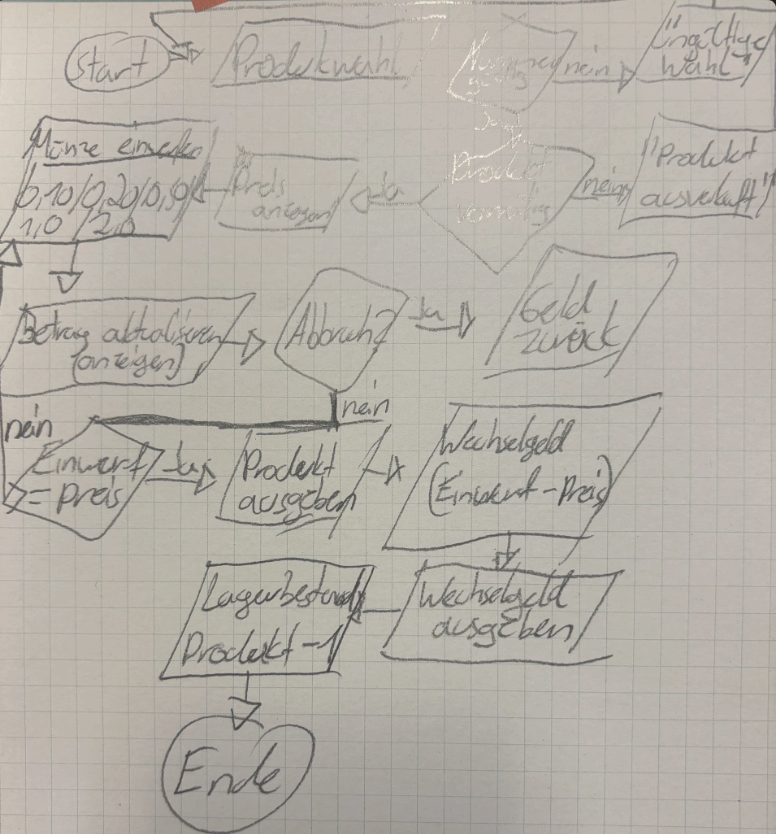 Start
Produktwahl
nein
"Ungültige
Wahl"
Ja
Münze einwerfen
0,10/0,20/0,50
1,0 / 2,0
Preis
anzeigen
Ja
Produkt
vorrätig
nein
"Produkt
ausverkauft"
Betrag aktualisieren
(anzeigen)
Abbruch?
Ja
Geld
zurück
nein
nein
Einwurf
>= Preis
Ja
Produkt
ausgeben
Wechselgeld
(Einwurf - Preis)
Lagerbestand
Produkt -1
Wechselgeld
ausgeben
Ende